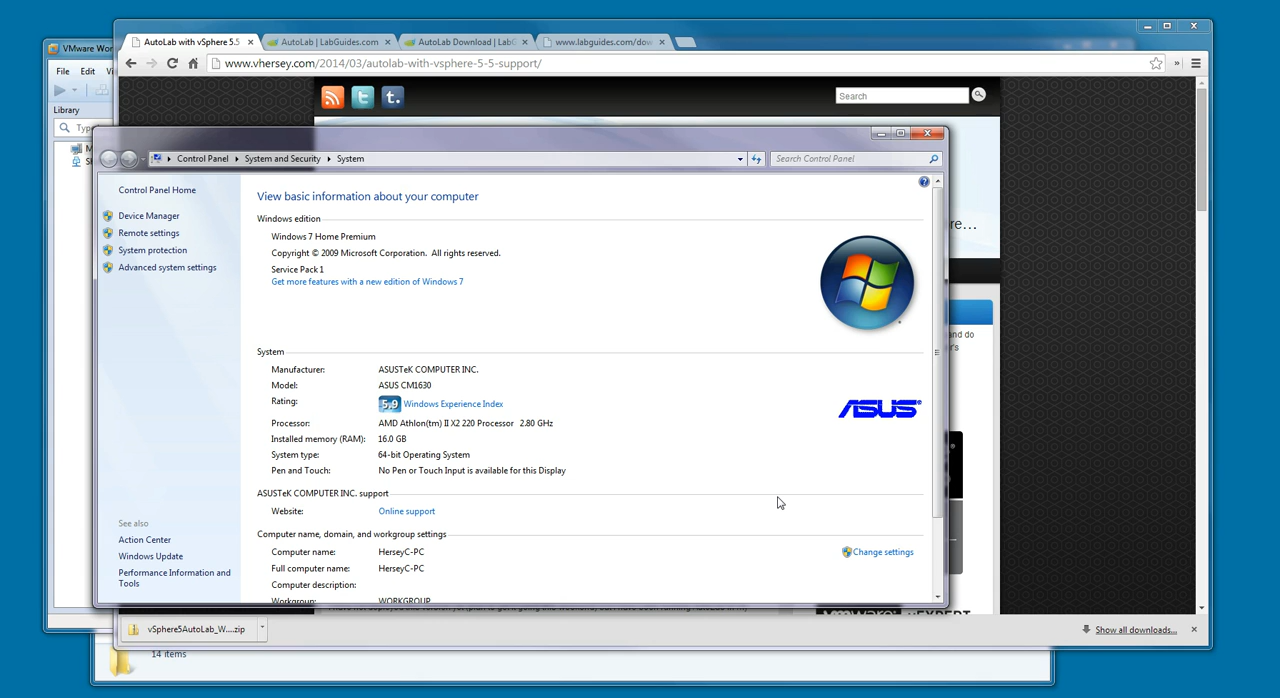 VMware Wor
File Edit Vi
Library
Typ
M
S
AutoLab with vSphere 5.5
AutoLab | LabGuides.com
AutoLab Download | LabG
www.labguides.com/dow
www.vhersey.com/2014/03/autolab-with-vsphere-5-5-support/
t.
Search
re...
nd do
r's
Control Panel
System and Security
System
Search Control Panel
Control Panel Home
Device Manager
Remote settings
System protection
Advanced system settings
See also
Action Center
Windows Update
Performance Information and
Tools
View basic information about your computer
Windows edition
Windows 7 Home Premium
Copyright © 2009 Microsoft Corporation. All rights reserved.
Service Pack 1
Get more features with a new edition of Windows 7
System
Manufacturer: ASUSTeK COMPUTER INC.
Model: ASUS CM1630
Rating: 5.9 Windows Experience Index
ASUS
Processor: AMD Athlon(tm) II X2 220 Processor 2.80 GHz
Installed memory (RAM): 16.0 GB
System type: 64-bit Operating System
Pen and Touch: No Pen or Touch Input is available for this Display
ASUSTeK COMPUTER INC. support
Website: Online support
Computer name, domain, and workgroup settings
Computer name: HerseyC-PC
Change settings
Full computer name: HerseyC-PC
Computer description:
Workgroup: WORKGROUP
vSphere5AutoLab_W....zip
Show all downloads...
14 items